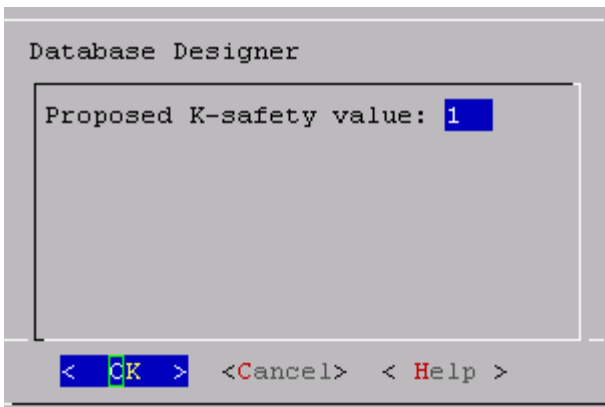 Database Designer
Proposed K-safety value: 1
< OK > <Cancel> < Help >